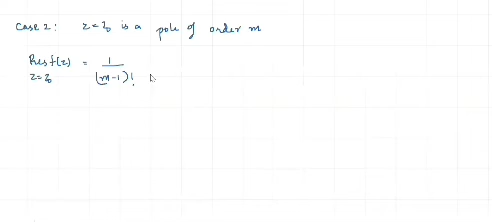 Case 2: z = z₀ is a pole of order m
Res f(z) = 1
z = z₀ (m-1)!